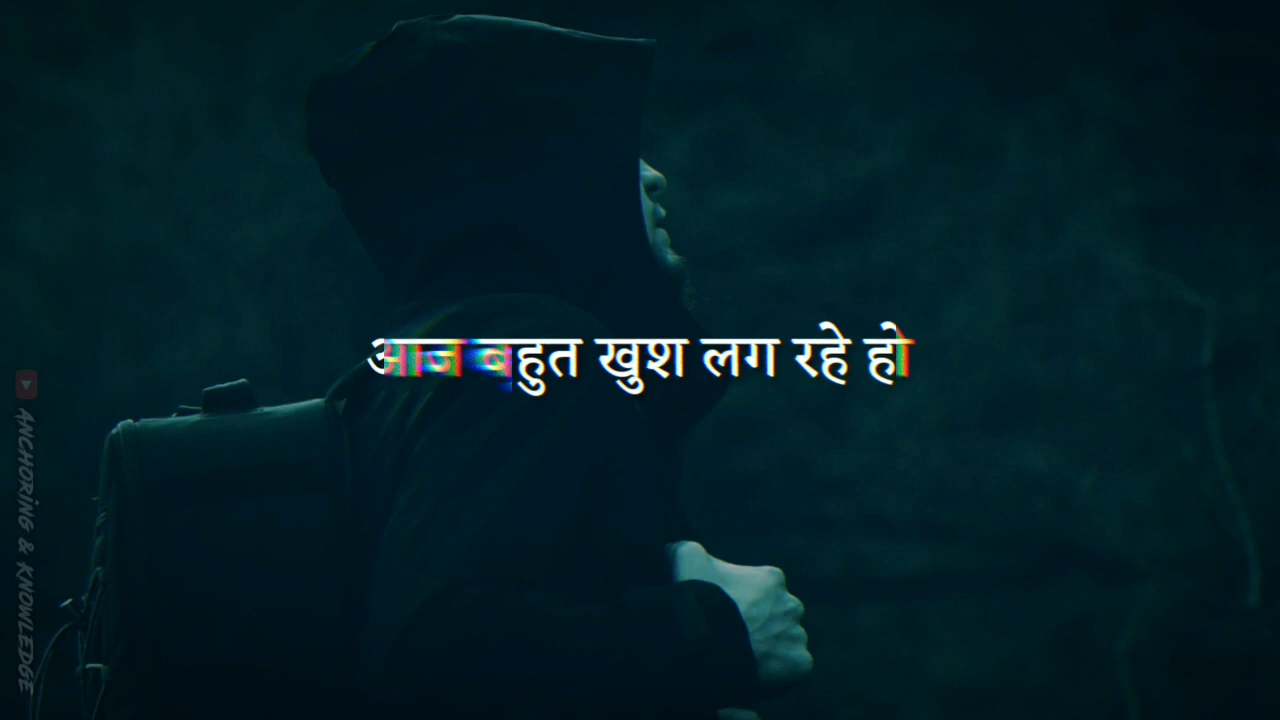 आज बहुत खुश लग रहे हो
ANCHORING & KNOWLEDGE